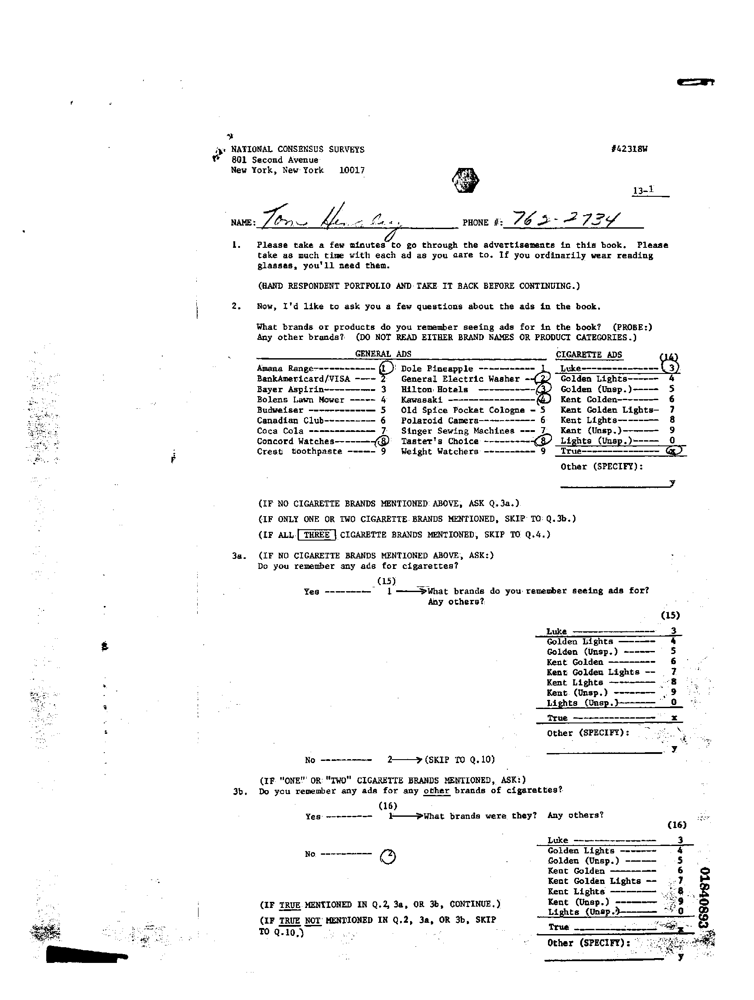 NATIONAL CONSENSUS SURVEYS #42318W
801 Second Avenue
New York, New York 10017
13-1
NAME: Tom PHONE #: 762-2734
1. Please take a few minutes to go through the advertisements in this book. Please
take as much time with each ad as you care to. If you ordinarily wear reading
glasses, you'll need them.
(HAND RESPONDENT PORTFOLIO AND TAKE IT BACK BEFORE CONTINUING.)
2. Now, I'd like to ask you a few questions about the ads in the book.
What brands or products do you remember seeing ads for in the book? (PROBE:)
Any other brands? (DO NOT READ EITHER BRAND NAMES OR PRODUCT CATEGORIES.)
GENERAL ADS CIGARETTE ADS (14)
Amana Range------------ 1 Dole Pineapple ---------- 1 Luke---------------- 3
BankAmericard/VISA ---- 2 General Electric Washer -- 2 Golden Lights------ 4
Bayer Aspirin---------- 3 Hilton Hotels ----------- 3 Golden (Unsp.)----- 5
Bolens Lawn Mower ----- 4 Kawasaki --------------- 4 Kent Golden-------- 6
Budweiser ------------- 5 Old Spice Pocket Cologne - 5 Kent Golden Lights- 7
Canadian Club---------- 6 Polaroid Camera----------- 6 Kent Lights-------- 8
Coca Cola ------------- 7 Singer Sewing Machines --- 7 Kent (Unsp.)------- 9
Concord Watches-------- 8 Taster's Choice ---------- 8 Lights (Unsp.)----- 0
Crest toothpaste ----- 9 Weight Watchers ---------- 9 True--------------- x
Other (SPECIFY):
y
(IF NO CIGARETTE BRANDS MENTIONED ABOVE, ASK Q.3a.)
(IF ONLY ONE OR TWO CIGARETTE BRANDS MENTIONED, SKIP TO Q.3b.)
(IF ALL THREE CIGARETTE BRANDS MENTIONED, SKIP TO Q.4.)
3a. (IF NO CIGARETTE BRANDS MENTIONED ABOVE, ASK:)
Do you remember any ads for cigarettes?
(15)
Yes -------- 1 → What brands do you remember seeing ads for?
Any others?
(15)
Luke ---------------- 3
Golden Lights ------- 4
Golden (Unsp.) ------ 5
Kent Golden --------- 6
Kent Golden Lights -- 7
Kent Lights --------- 8
Kent (Unsp.) -------- 9
Lights (Unsp.)------- 0
True ---------------- x
Other (SPECIFY):
y
No ---------- 2 → (SKIP TO Q.10)
(IF "ONE" OR "TWO" CIGARETTE BRANDS MENTIONED, ASK:)
3b. Do you remember any ads for any other brands of cigarettes?
(16)
Yes --------- 1 → What brands were they? Any others?
(16)
Luke ---------------- 3
No ---------- 2 Golden Lights ------- 4
Golden (Unsp.) ------ 5
Kent Golden --------- 6
Kent Golden Lights -- 7
Kent Lights --------- 8
(IF TRUE MENTIONED IN Q.2, 3a, OR 3b, CONTINUE.) Kent (Unsp.) -------- 9
Lights (Unsp.)------- 0
(IF TRUE NOT MENTIONED IN Q.2, 3a, OR 3b, SKIP
TO Q.10.) True ---------------- x
Other (SPECIFY):
y
01840893